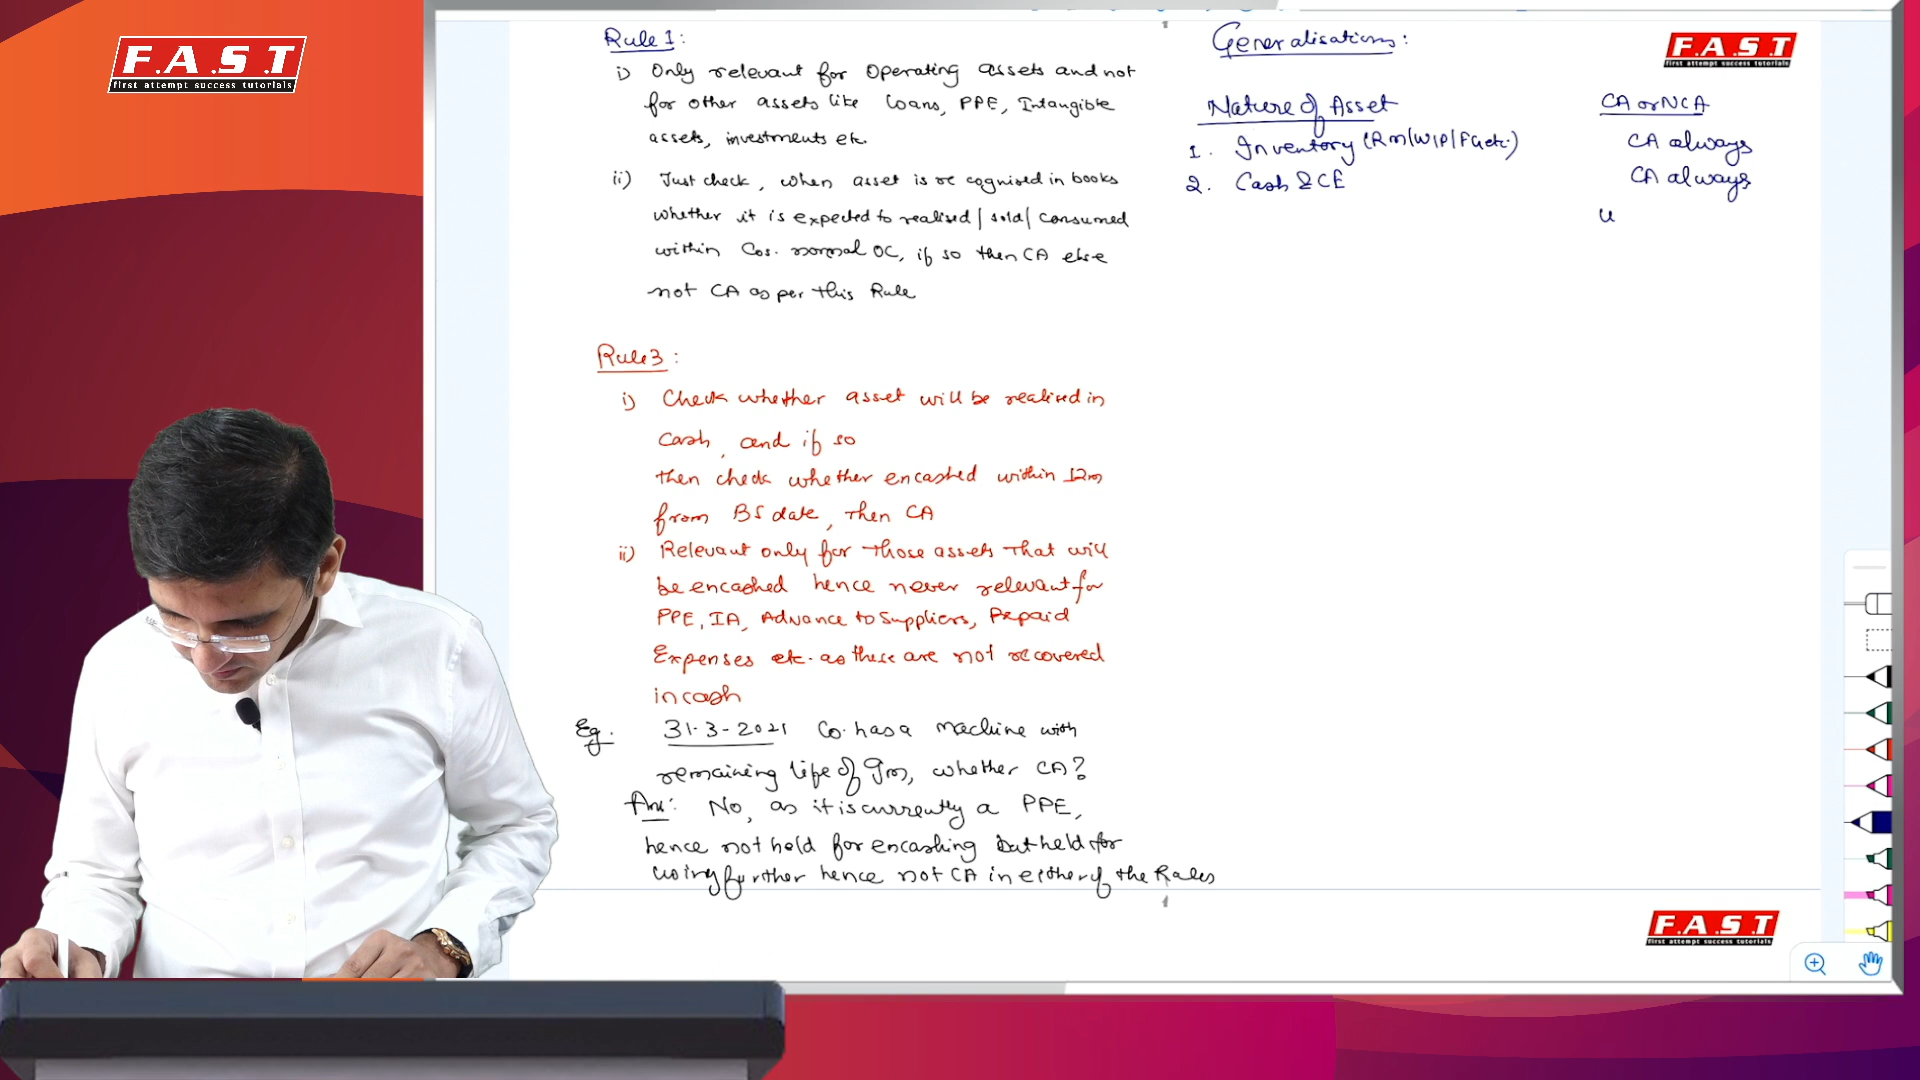 F.A.S.T
first attempt success tutorials
Rule 1:
i) Only relevant for Operating assets and not
for other assets like Loans, PPE, Intangible
assets, investments etc.
ii) Just check, when asset is recognised in books
whether it is expected to realised / sold / consumed
within Cos. normal OC, if so then CA else
not CA as per this Rule
Rule 3:
i) Check whether asset will be realised in
cash, and if so
then check whether encashed within 12m
from BS date, then CA
ii) Relevant only for those assets that will
be encashed hence never relevant for
PPE, IA, Advance to Suppliers, Prepaid
Expenses etc. as these are not recovered
in cash
Eg. 31-3-2021 Co. has a machine with
remaining life of 9m, whether CA?
Ans: No, as it is currently a PPE,
hence not held for encashing but held for
using further hence not CA in either of the Rules
Generalisations:
F.A.S.T
first attempt success tutorials
Nature of Asset CA or NCA
1. Inventory (Rm/WIP/FG etc.) CA always
2. Cash & CE CA always
u
F.A.S.T
first attempt success tutorials